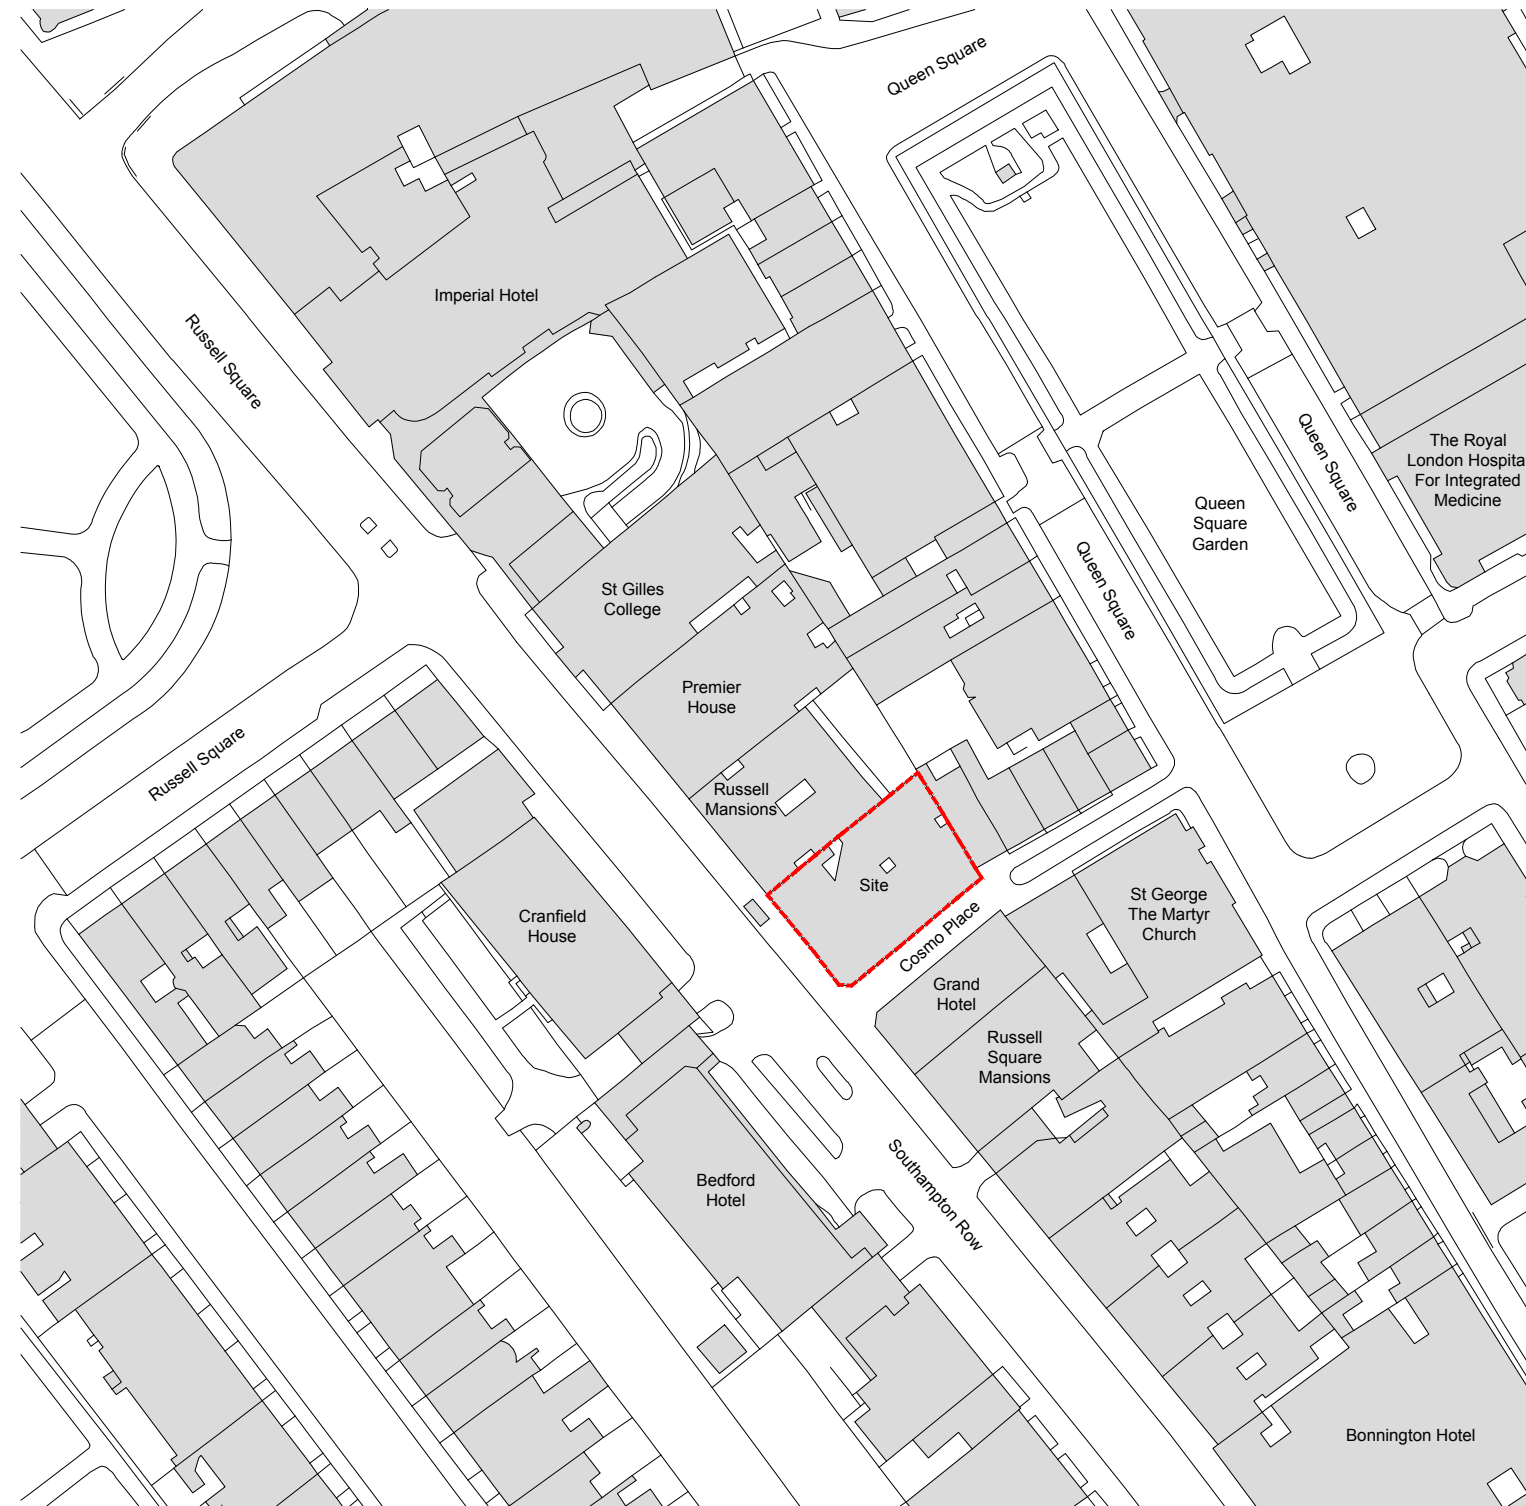 Queen Square
Imperial Hotel
Russell Square
Queen Square
The Royal
London Hospita
For Integrated
Medicine
Queen
Square
Garden
Queen Square
St Gilles
College
Premier
House
Russell Square
Russell
Mansions
Site
St George
The Martyr
Church
Cranfield
House
Cosmo Place
Grand
Hotel
Russell
Square
Mansions
Bedford
Hotel
Southampton Row
Bonnington Hotel